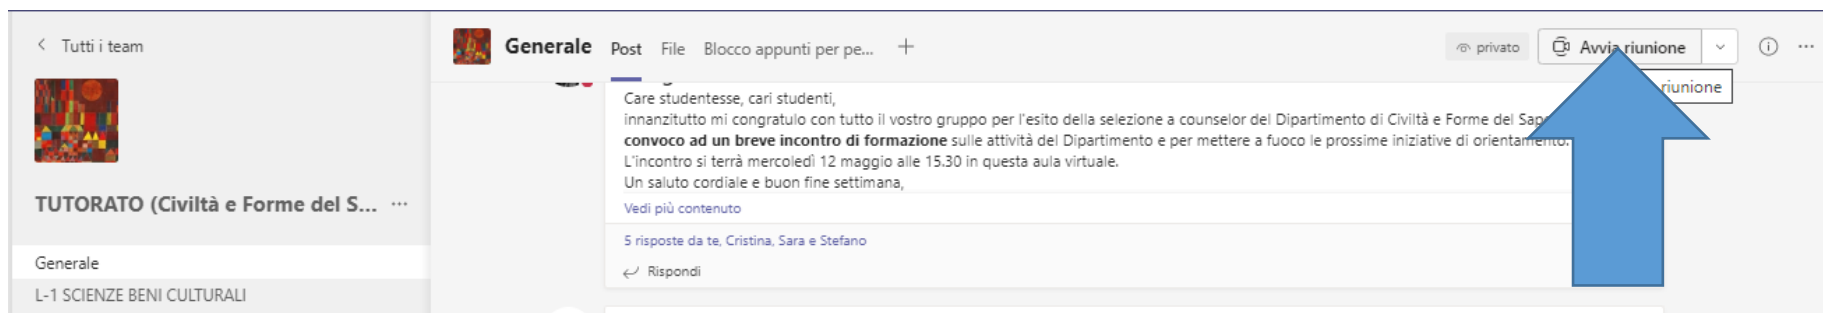 Tutti i team
TUTORATO (Civiltà e Forme del S...
Generale
L-1 SCIENZE BENI CULTURALI
Generale Post File Blocco appunti per pe...
privato
Avvia riunione
riunione
Care studentesse, cari studenti,
innanzitutto mi congratulo con tutto il vostro gruppo per l'esito della selezione a counselor del Dipartimento di Civiltà e Forme del
convoco ad un breve incontro di formazione sulle attività del Dipartimento e per mettere a fuoco le prossime iniziative di orientamento.
L'incontro si terrà mercoledì 12 maggio alle 15.30 in questa aula virtuale.
Un saluto cordiale e buon fine settimana,
Vedi più contenuto
5 risposte da te, Cristina, Sara e Stefano
Rispondi